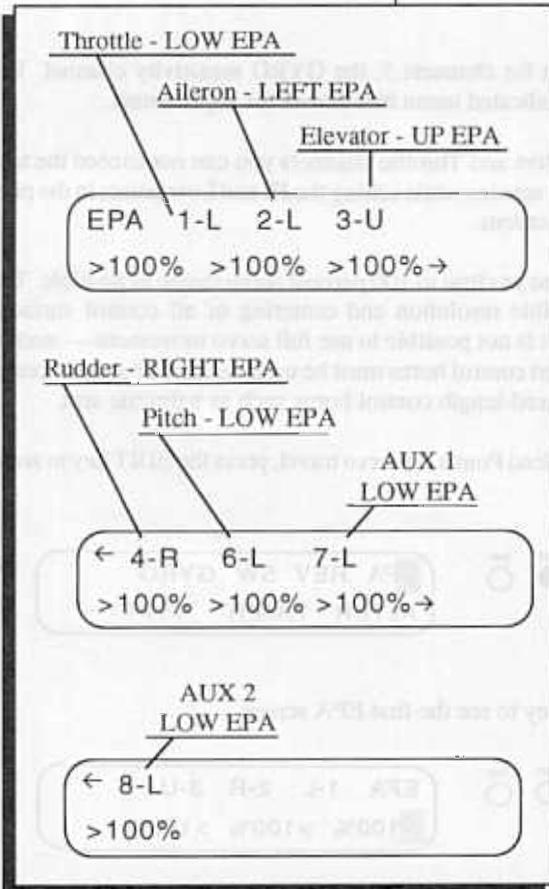 Throttle - LOW EPA
Aileron - LEFT EPA
Elevator - UP EPA
EPA 1-L 2-L 3-U
>100% >100% >100%→
Rudder - RIGHT EPA
Pitch - LOW EPA
AUX 1
LOW EPA
← 4-R 6-L 7-L
>100% >100% >100%→
AUX 2
LOW EPA
← 8-L
>100%